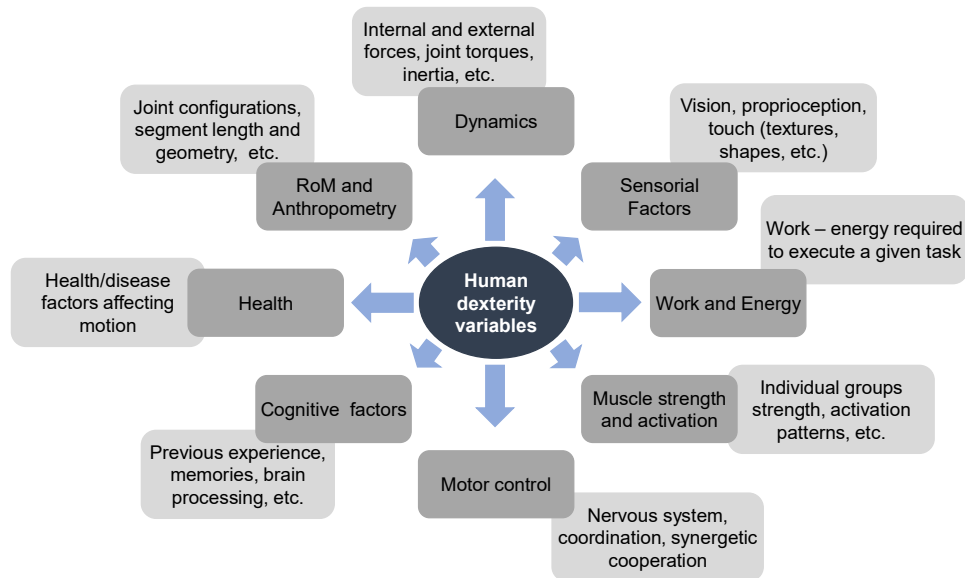 Internal and external
forces, joint torques,
inertia, etc.
Dynamics
Joint configurations,
segment length and
geometry, etc.
RoM and
Anthropometry
Vision, proprioception,
touch (textures,
shapes, etc.)
Sensorial
Factors
Work – energy required
to execute a given task
Work and Energy
Health/disease
factors affecting
motion
Health
Human
dexterity
variables
Cognitive factors
Previous experience,
memories, brain
processing, etc.
Muscle strength
and activation
Individual groups
strength, activation
patterns, etc.
Motor control
Nervous system,
coordination, synergetic
cooperation